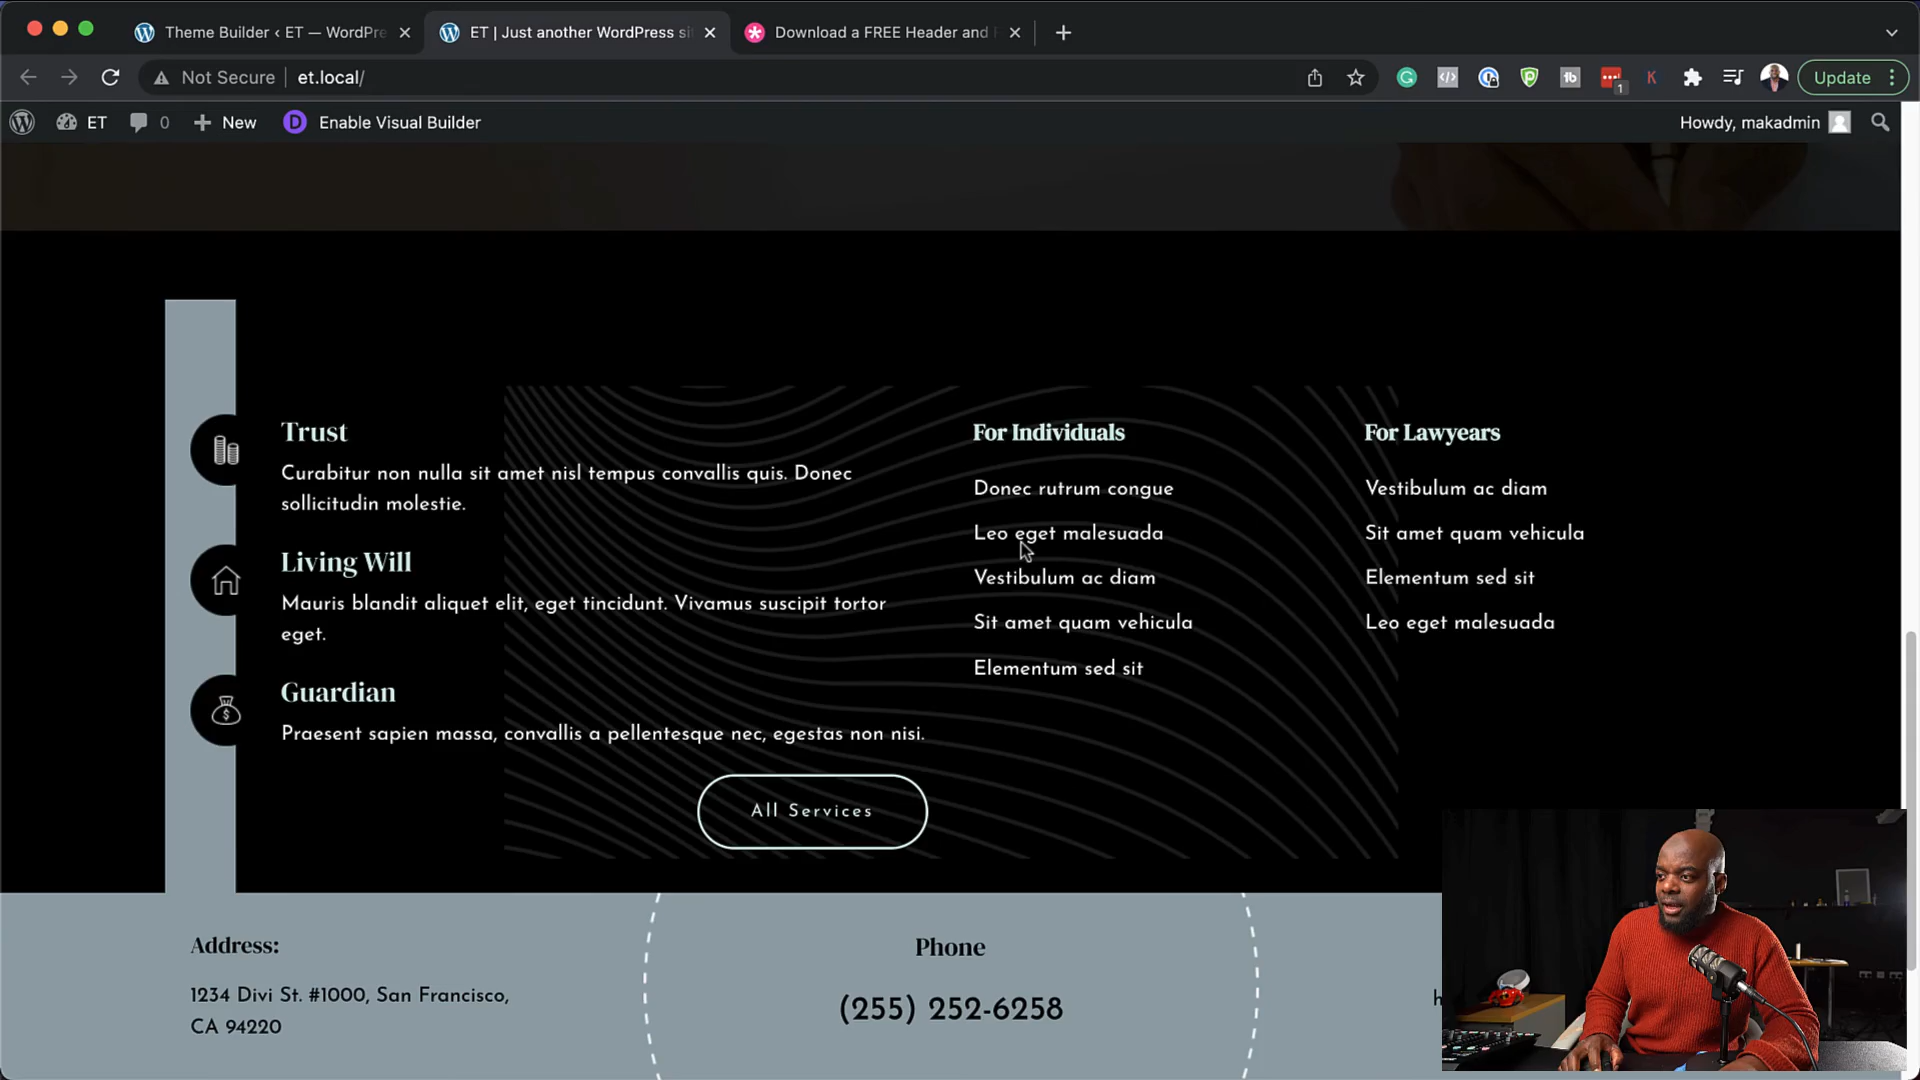 Theme Builder ‹ ET — WordPre
ET | Just another WordPress si
Download a FREE Header and
Not Secure
et.local/
tb
1
K
Update
ET
0
New
D
Enable Visual Builder
Howdy, makadmin
Trust
Curabitur non nulla sit amet nisl tempus convallis quis. Donec
sollicitudin molestie.
Living Will
Mauris blandit aliquet elit, eget tincidunt. Vivamus suscipit tortor
eget.
Guardian
Praesent sapien massa, convallis a pellentesque nec, egestas non nisi.
All Services
For Individuals
Donec rutrum congue
Leo eget malesuada
Vestibulum ac diam
Sit amet quam vehicula
Elementum sed sit
For Lawyears
Vestibulum ac diam
Sit amet quam vehicula
Elementum sed sit
Leo eget malesuada
Address:
1234 Divi St. #1000, San Francisco,
CA 94220
Phone
(255) 252-6258